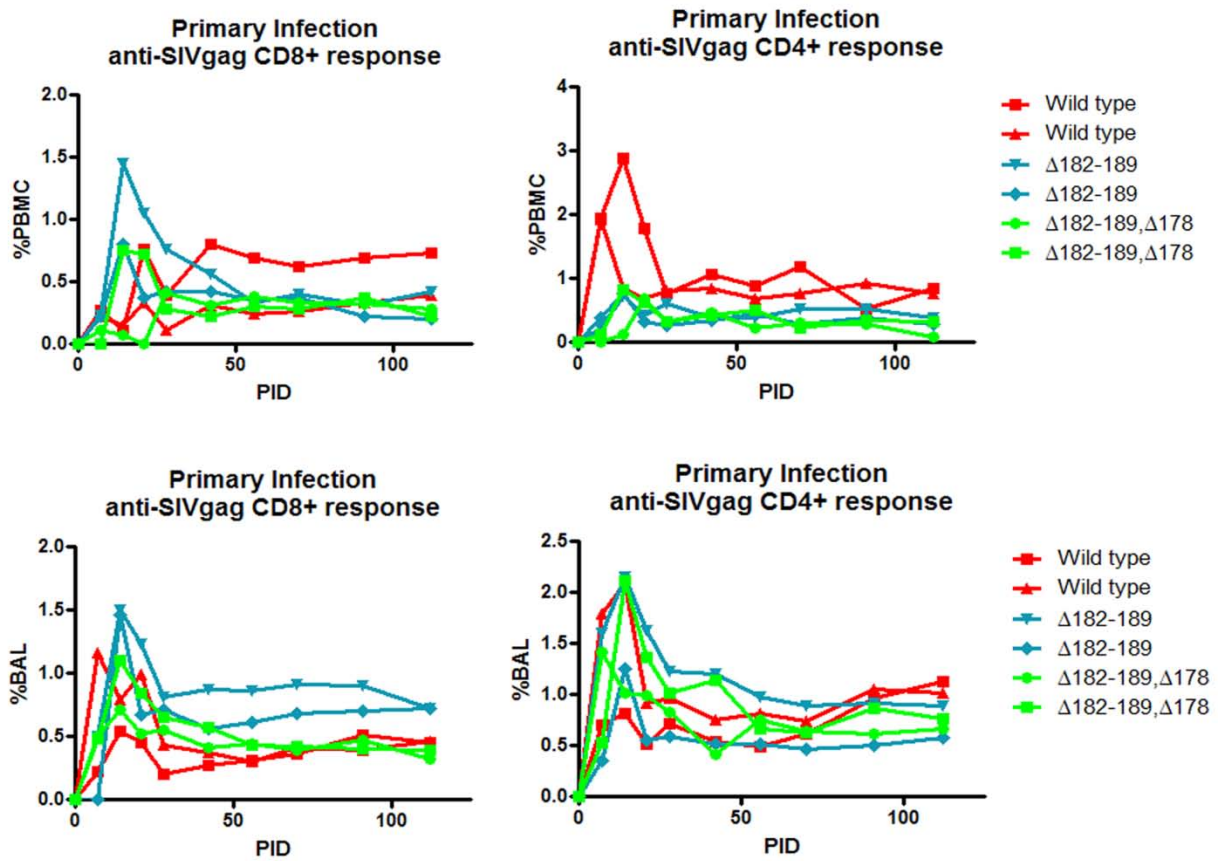 Primary Infection
anti-SIVgag CD8+ response
2.0
1.5
1.0
0.5
0.0
%PBMC
0
50
100
PID
Primary Infection
anti-SIVgag CD4+ response
4
3
2
1
0
%PBMC
0
50
100
PID
Wild type
Wild type
Δ182-189
Δ182-189
Δ182-189,Δ178
Δ182-189,Δ178
Primary Infection
anti-SIVgag CD8+ response
2.0
1.5
1.0
0.5
0.0
%BAL
0
50
100
PID
Primary Infection
anti-SIVgag CD4+ response
2.5
2.0
1.5
1.0
0.5
0.0
%BAL
0
50
100
PID
Wild type
Wild type
Δ182-189
Δ182-189
Δ182-189,Δ178
Δ182-189,Δ178